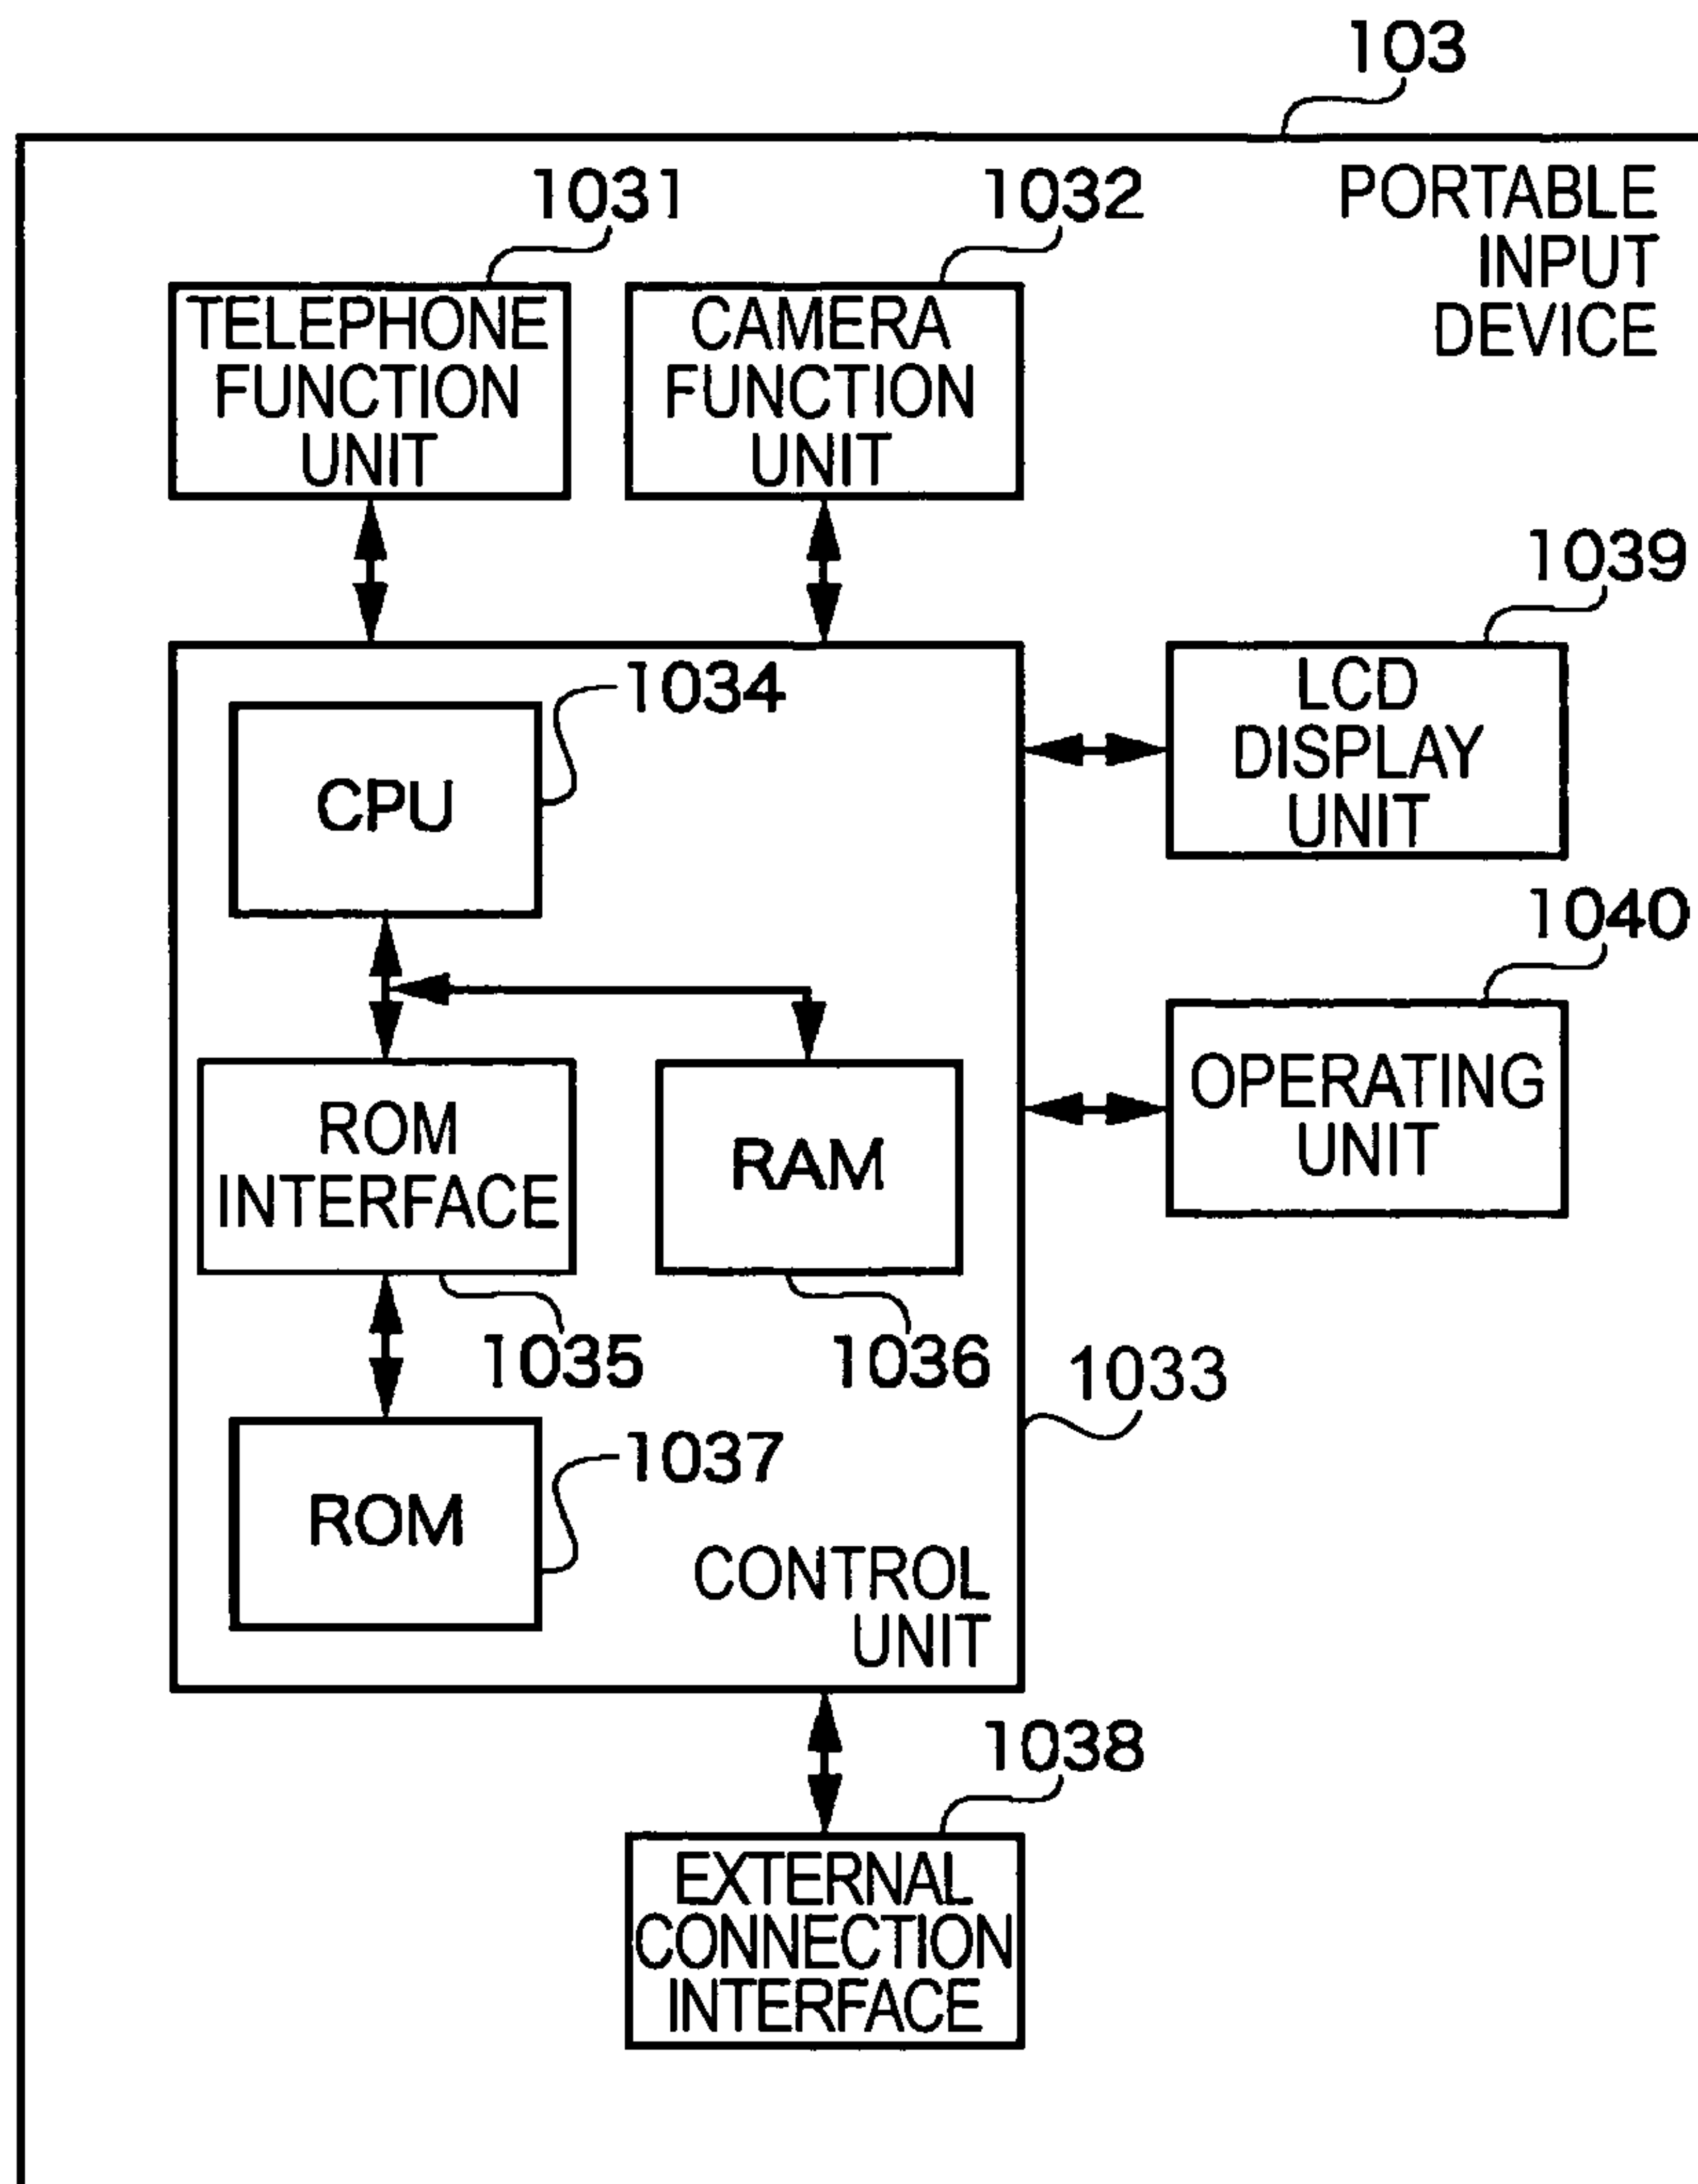 103
PORTABLE
INPUT
DEVICE
1031
1032
TELEPHONE
FUNCTION
UNIT
CAMERA
FUNCTION
UNIT
1039
LCD
DISPLAY
UNIT
1034
CPU
1040
OPERATING
UNIT
ROM
INTERFACE
RAM
1035
1036
1033
1037
ROM
CONTROL
UNIT
1038
EXTERNAL
CONNECTION
INTERFACE